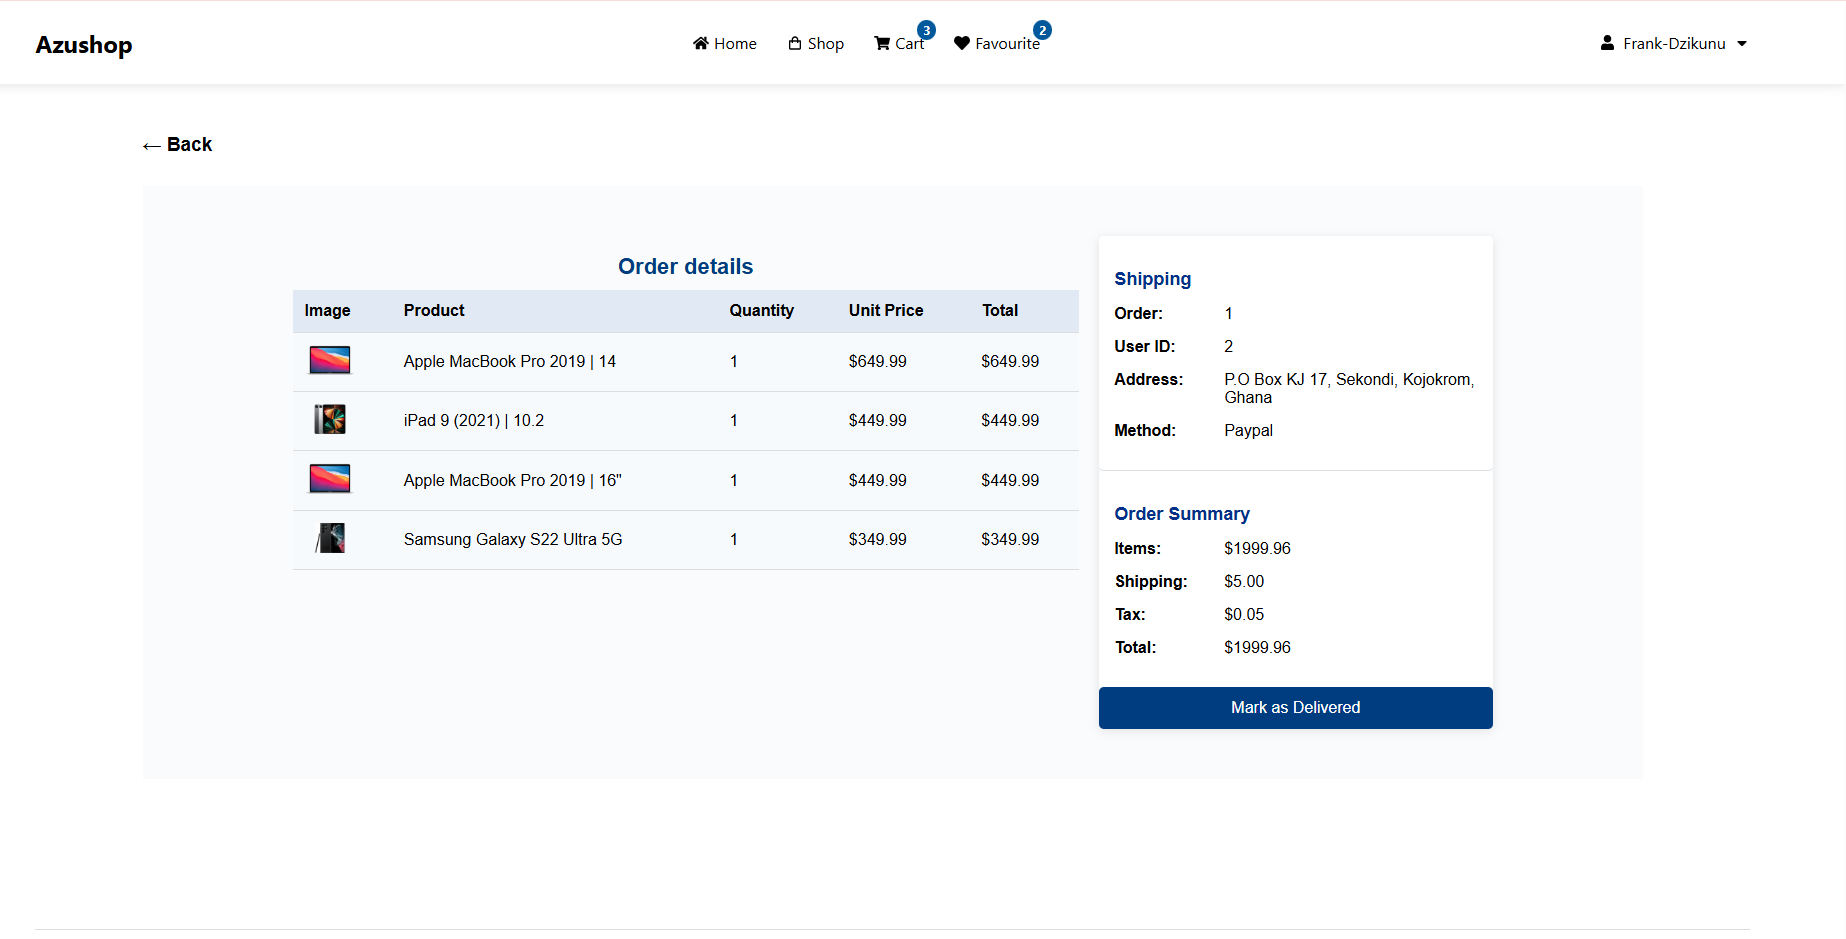 Azushop
Home
Shop
Cart
3
Favourite
2
Frank-Dzikunu
← Back
Order details
Image Product Quantity Unit Price Total
Apple MacBook Pro 2019 | 14 1 $649.99 $649.99
iPad 9 (2021) | 10.2 1 $449.99 $449.99
Apple MacBook Pro 2019 | 16" 1 $449.99 $449.99
Samsung Galaxy S22 Ultra 5G 1 $349.99 $349.99
Shipping
Order: 1
User ID: 2
Address: P.O Box KJ 17, Sekondi, Kojokrom,
Ghana
Method: Paypal
Order Summary
Items: $1999.96
Shipping: $5.00
Tax: $0.05
Total: $1999.96
Mark as Delivered